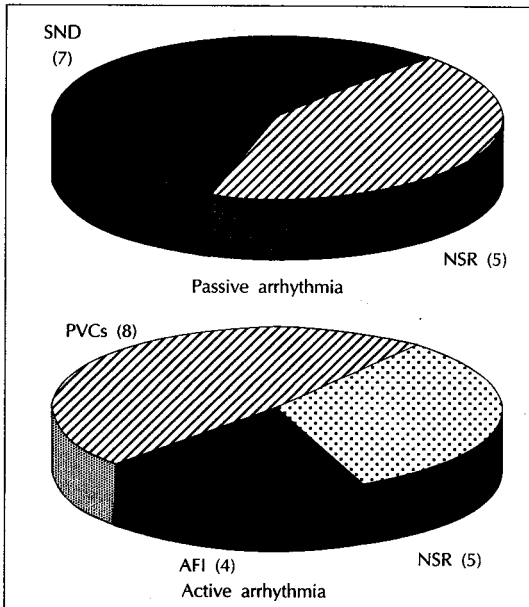 SND
(7)
NSR (5)
Passive arrhythmia
PVCs (8)
AFI (4)
NSR (5)
Active arrhythmia